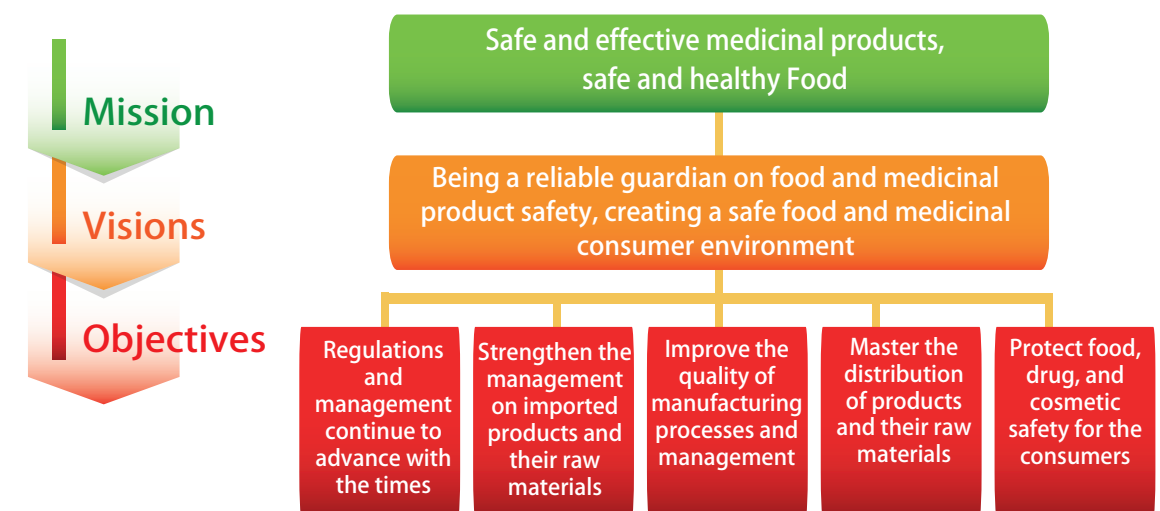 Mission
Safe and effective medicinal products,
safe and healthy Food
Visions
Being a reliable guardian on food and medicinal
product safety, creating a safe food and medicinal
consumer environment
Objectives
Regulations
and
management
continue to
advance with
the times
Strengthen the
management
on imported
products and
their raw
materials
Improve the
quality of
manufacturing
processes and
management
Master the
distribution
of products
and their raw
materials
Protect food,
drug, and
cosmetic
safety for the
consumers